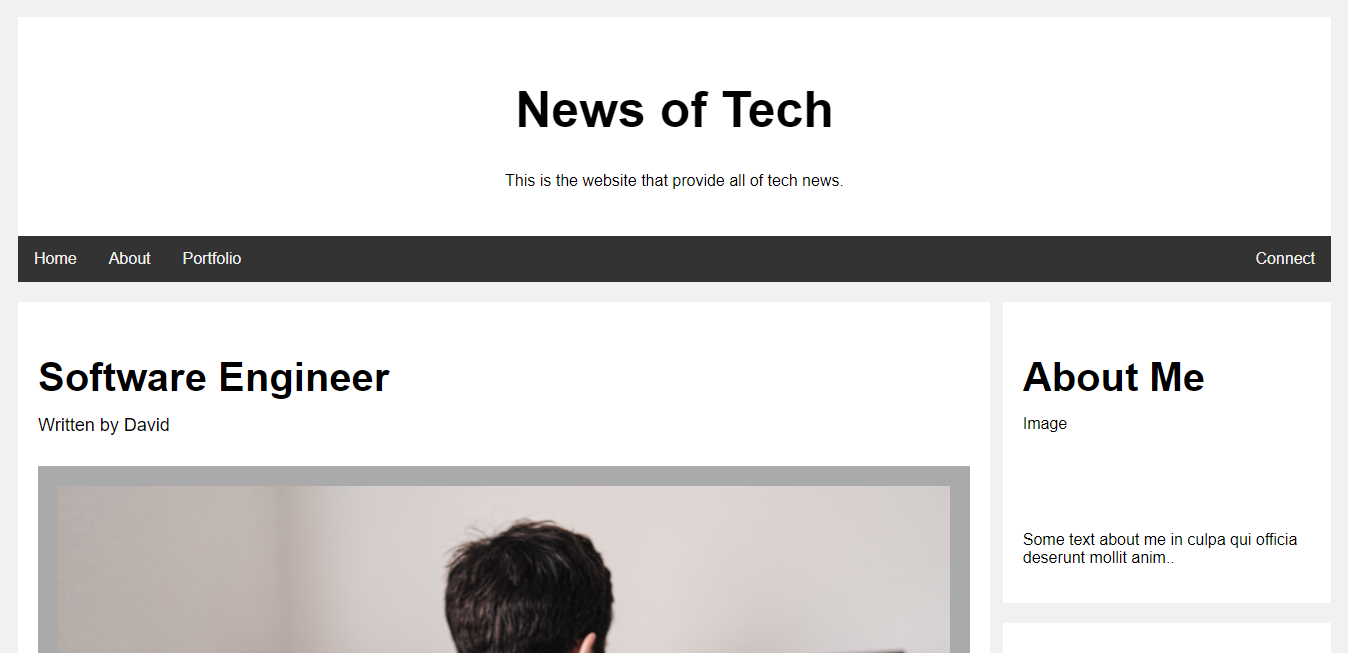 News of Tech
This is the website that provide all of tech news.
Home About Portfolio Connect
Software Engineer
Written by David
About Me
Image
Some text about me in culpa qui officia
deserunt mollit anim..